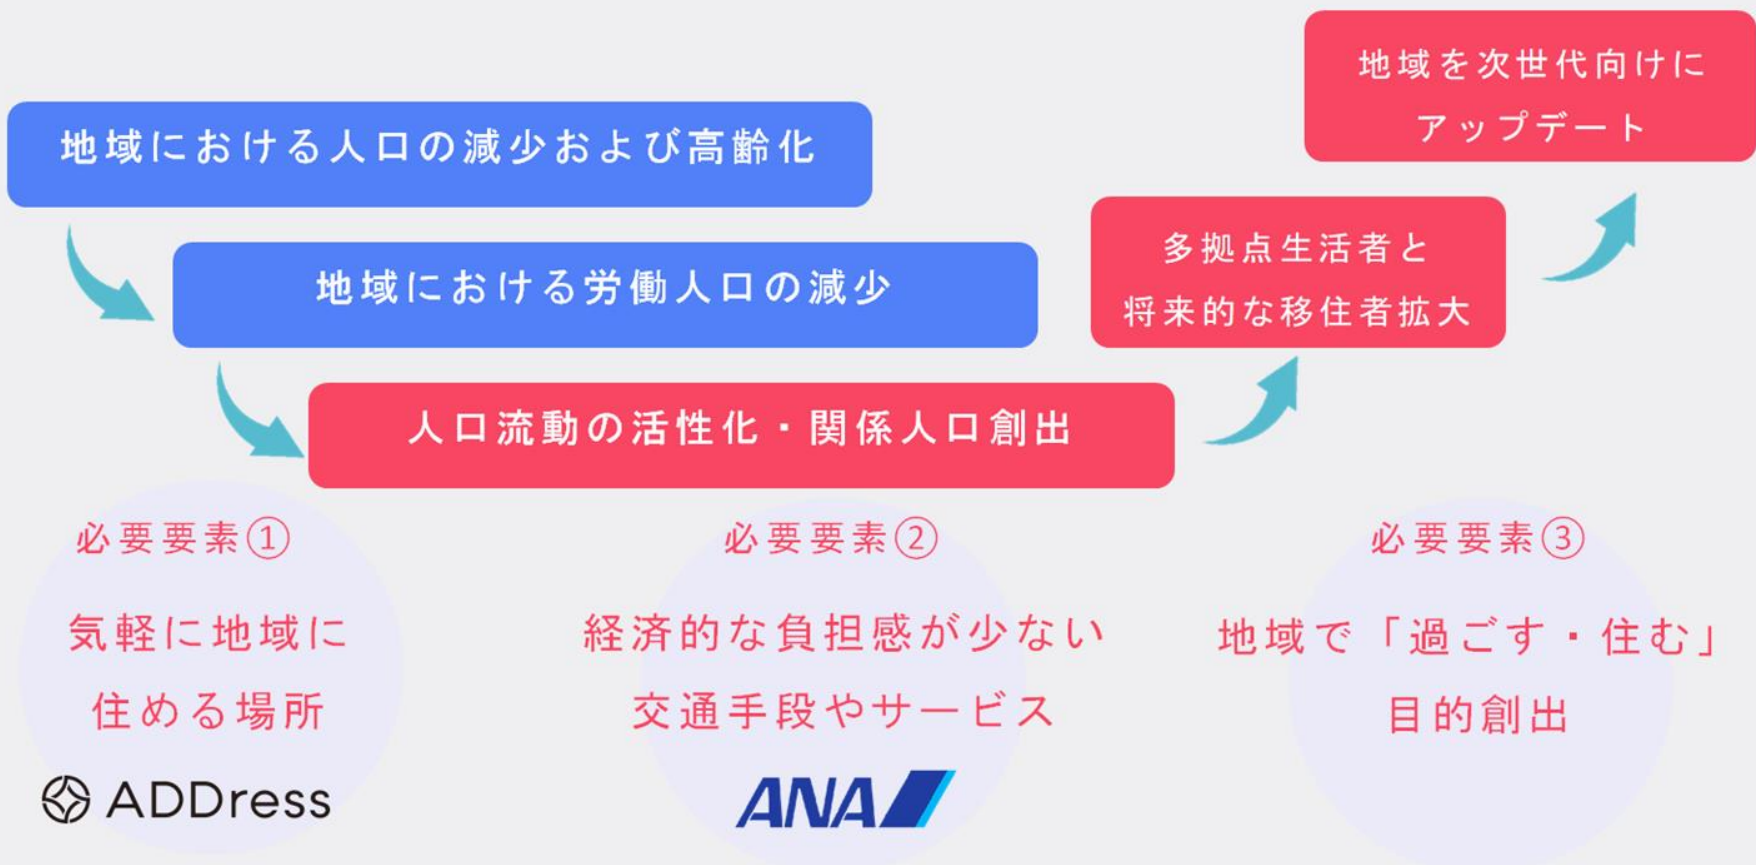 地域における人口の減少および高齢化
地域における労働人口の減少
人口流動の活性化・関係人口創出
多拠点生活者と
将来的な移住者拡大
地域を次世代向けに
アップデート
必要要素①
気軽に地域に
住める場所
ADDress
必要要素②
経済的な負担感が少ない
交通手段やサービス
ANA
必要要素③
地域で「過ごす・住む」
目的創出